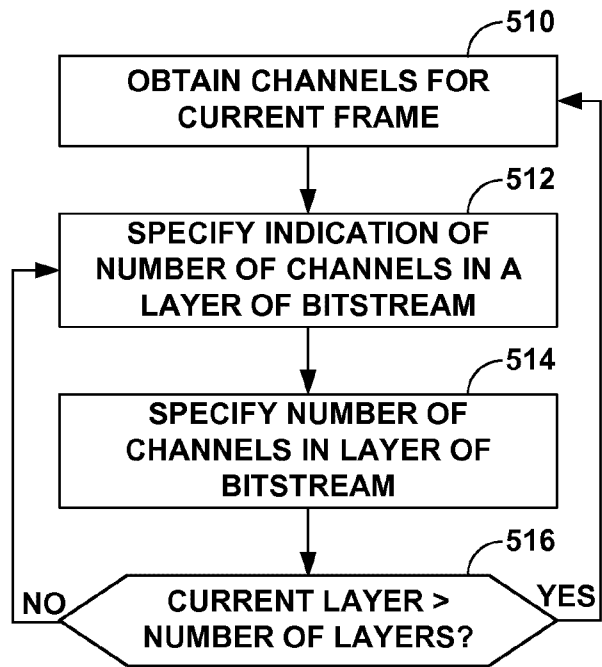 510
OBTAIN CHANNELS FOR
CURRENT FRAME
512
SPECIFY INDICATION OF
NUMBER OF CHANNELS IN A
LAYER OF BITSTREAM
514
SPECIFY NUMBER OF
CHANNELS IN LAYER OF
BITSTREAM
516
NO
CURRENT LAYER >
NUMBER OF LAYERS?
YES